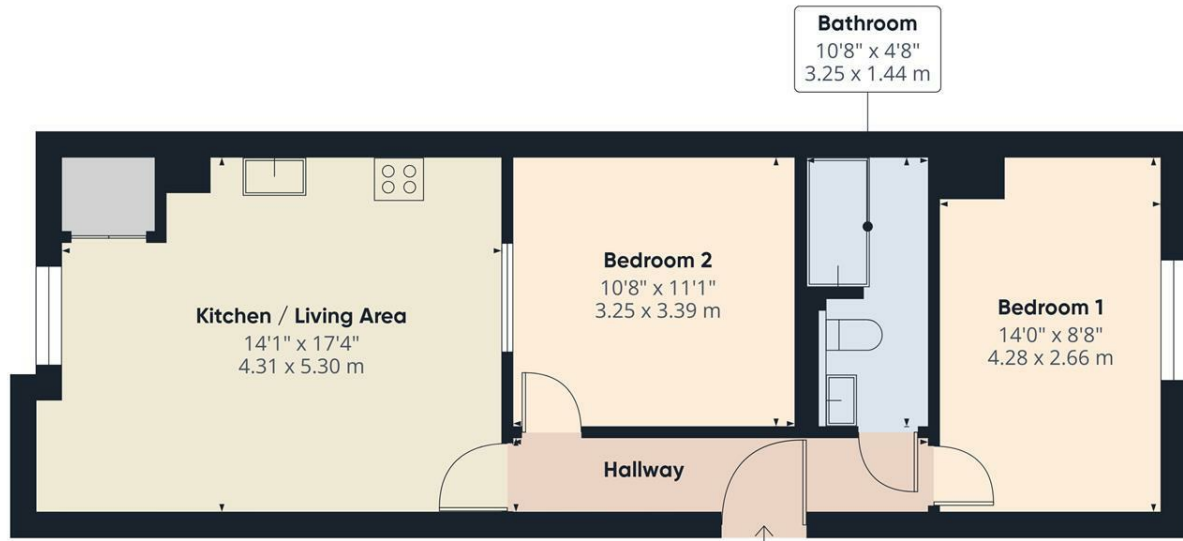 Bathroom
10'8" x 4'8"
3.25 x 1.44 m
Kitchen / Living Area
14'1" x 17'4"
4.31 x 5.30 m
Bedroom 2
10'8" x 11'1"
3.25 x 3.39 m
Bedroom 1
14'0" x 8'8"
4.28 x 2.66 m
Hallway